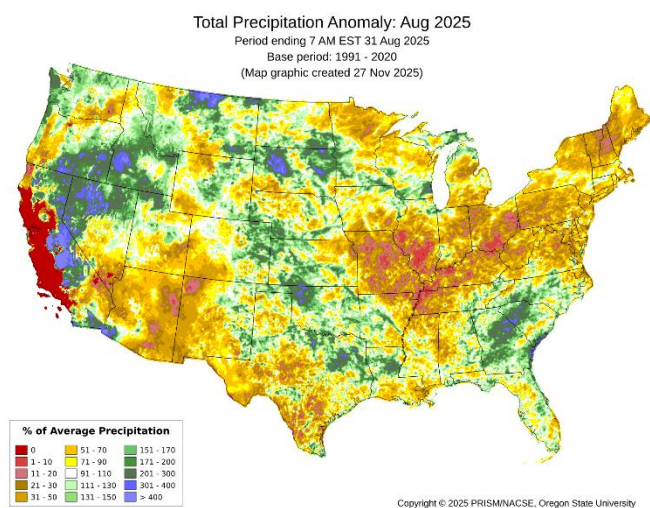 Total Precipitation Anomaly: Aug 2025
Period ending 7 AM EST 31 Aug 2025
Base period: 1991 - 2020
(Map graphic created 27 Nov 2025)
% of Average Precipitation
0 51 - 70 151 - 170
1 - 10 71 - 90 171 - 200
11 - 20 91 - 110 201 - 300
21 - 30 111 - 130 301 - 400
31 - 50 131 - 150 > 400
Copyright © 2025 PRISM/NACSE, Oregon State University